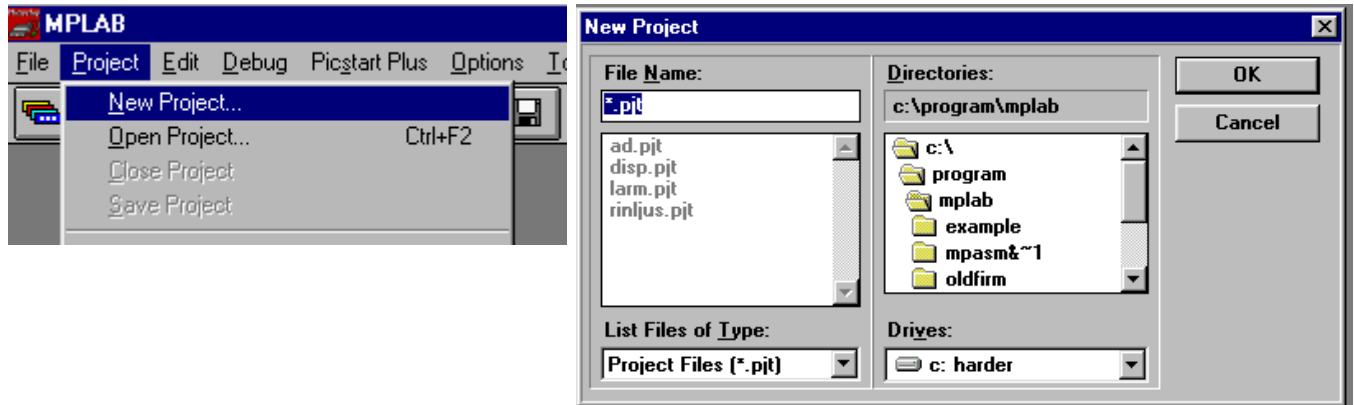 MPLAB
File Project Edit Debug Picstart Plus Options
New Project...
Open Project... Ctrl+F2
Close Project
Save Project
New Project
File Name:
*.pjt
ad.pjt
disp.pjt
larm.pjt
rinljus.pjt
List Files of Type:
Project Files (*.pjt)
Directories:
c:\program\mplab
c:\
program
mplab
example
mpasm&~1
oldfirm
Drives:
c: harder
OK
Cancel